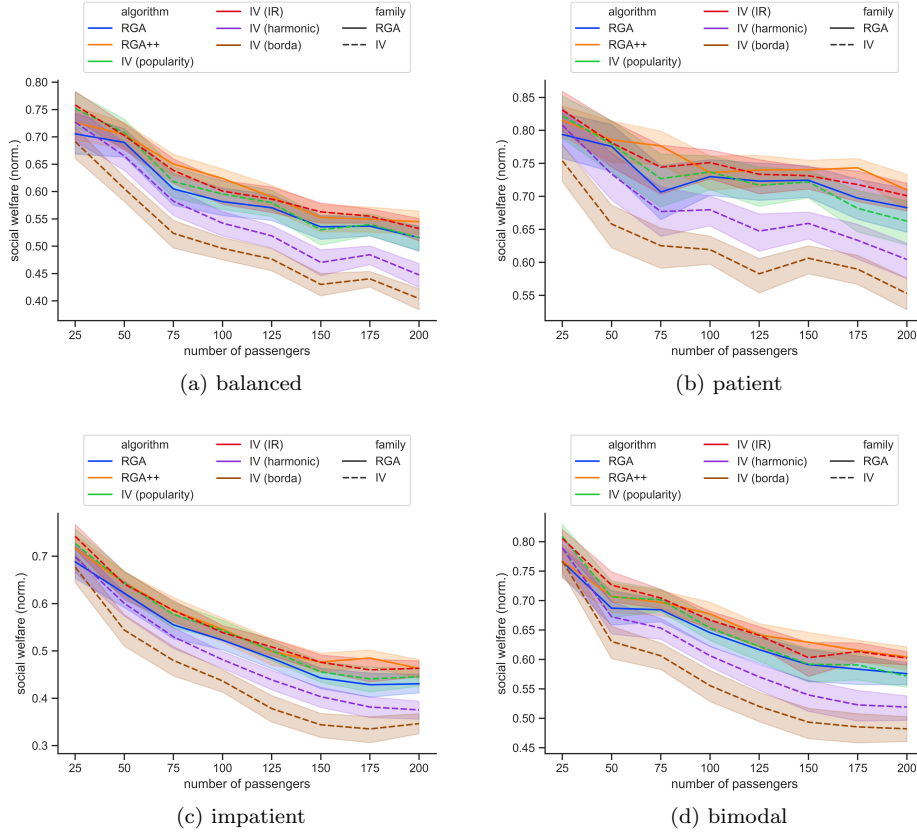 algorithm
RGA
RGA++
IV (popularity)
IV (IR)
IV (harmonic)
IV (borda)
family
RGA
IV
social welfare (norm.)
0.80
0.75
0.70
0.65
0.60
0.55
0.50
0.45
0.40
25 50 75 100 125 150 175 200
number of passengers
(a) balanced
algorithm
RGA
RGA++
IV (popularity)
IV (IR)
IV (harmonic)
IV (borda)
family
RGA
IV
social welfare (norm.)
0.85
0.80
0.75
0.70
0.65
0.60
0.55
25 50 75 100 125 150 175 200
number of passengers
(b) patient
algorithm
RGA
RGA++
IV (popularity)
IV (IR)
IV (harmonic)
IV (borda)
family
RGA
IV
social welfare (norm.)
0.7
0.6
0.5
0.4
0.3
25 50 75 100 125 150 175 200
number of passengers
(c) impatient
algorithm
RGA
RGA++
IV (popularity)
IV (IR)
IV (harmonic)
IV (borda)
family
RGA
IV
social welfare (norm.)
0.80
0.75
0.70
0.65
0.60
0.55
0.50
0.45
25 50 75 100 125 150 175 200
number of passengers
(d) bimodal